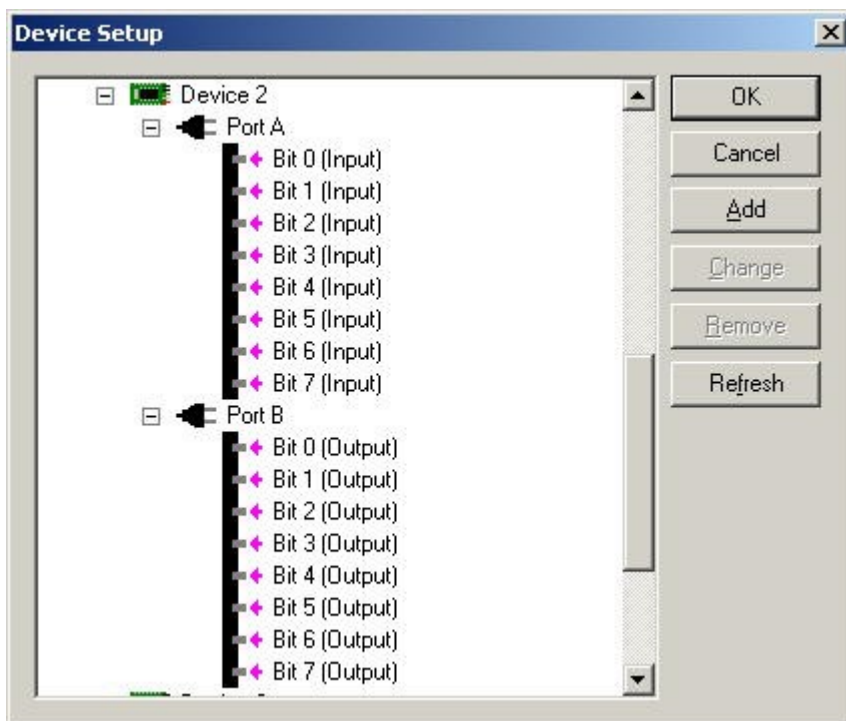 Device Setup
Device 2
Port A
Bit 0 (Input)
Bit 1 (Input)
Bit 2 (Input)
Bit 3 (Input)
Bit 4 (Input)
Bit 5 (Input)
Bit 6 (Input)
Bit 7 (Input)
Port B
Bit 0 (Output)
Bit 1 (Output)
Bit 2 (Output)
Bit 3 (Output)
Bit 4 (Output)
Bit 5 (Output)
Bit 6 (Output)
Bit 7 (Output)
OK
Cancel
Add
Change
Remove
Refresh